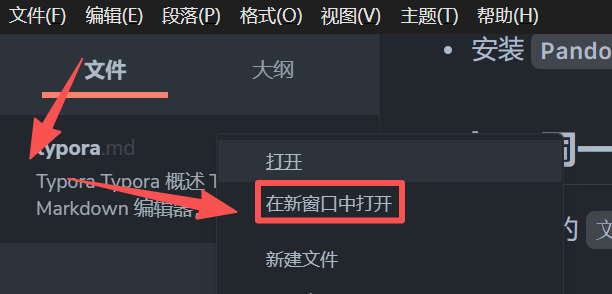 文件(F) 编辑(E) 段落(P) 格式(O) 视图(V) 主题(T) 帮助(H)
文件 大纲
安装 Pando
typora.md
打开
Typora Typora 概述 T
在新窗口中打开
Markdown 编辑器
的 文
新建文件